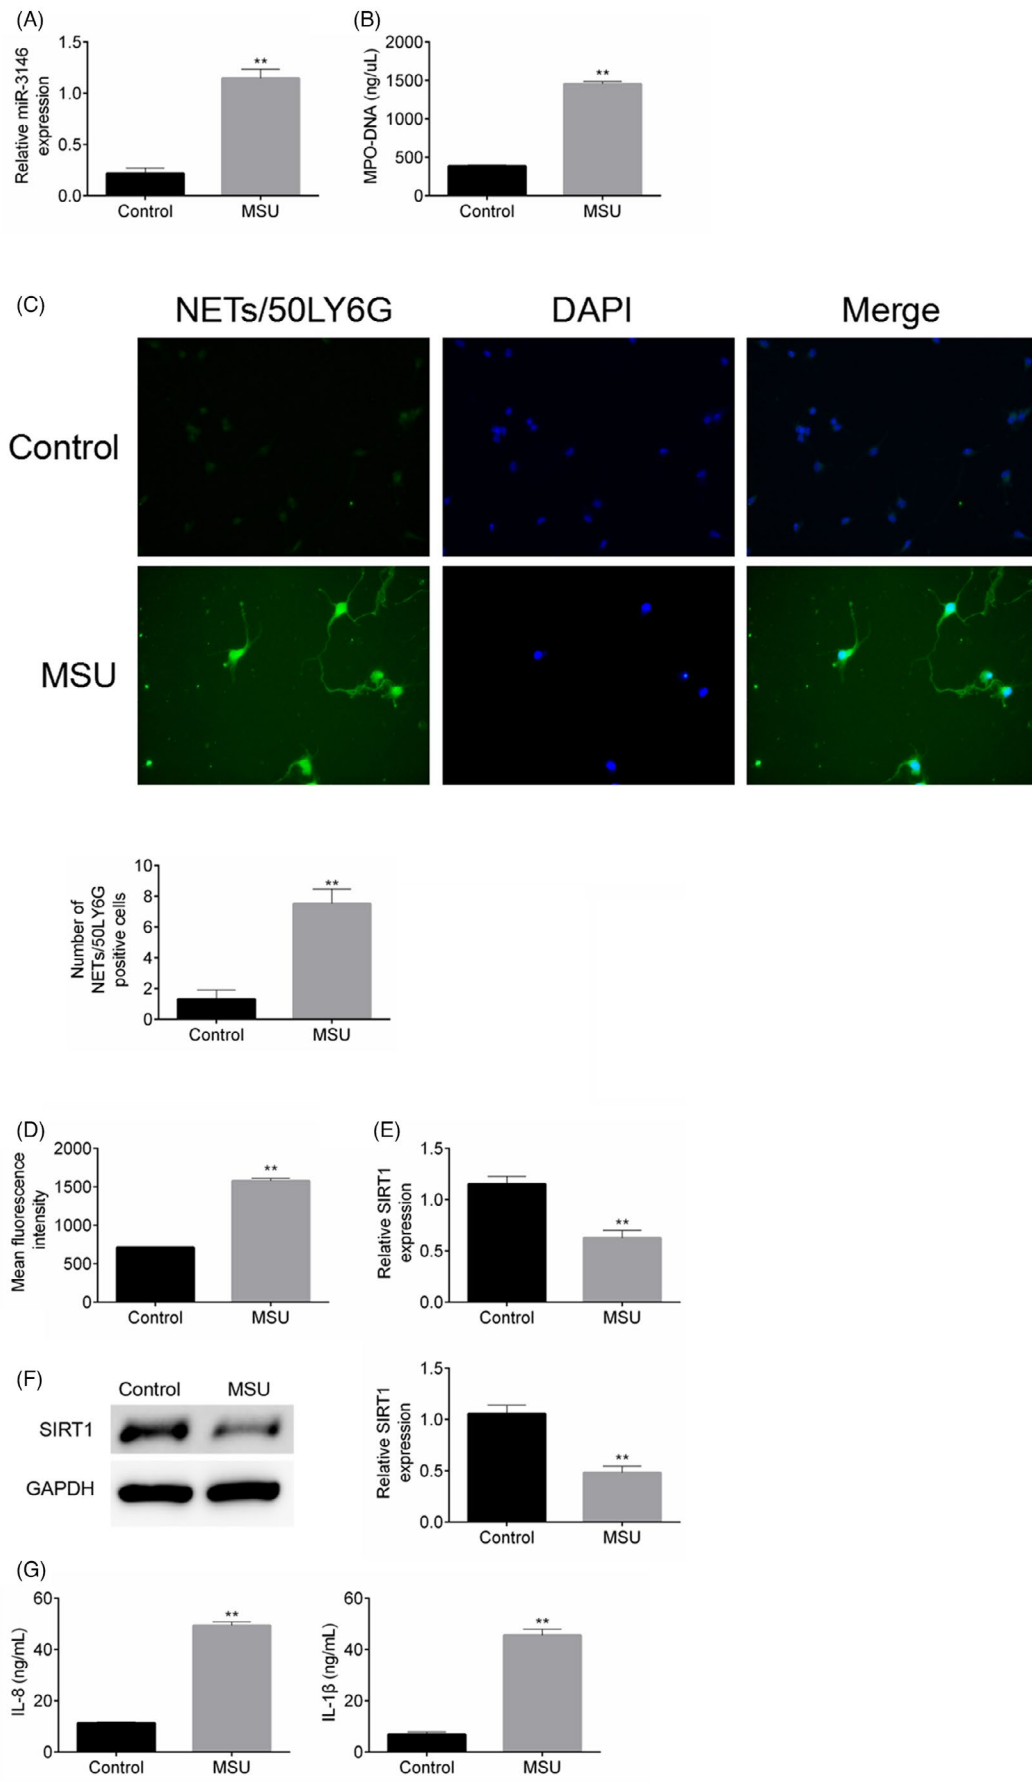 (A)
Relative miR-3146
expression
1.5
1.0
0.5
0.0
**
Control MSU
(B)
MPO-DNA (ng/uL)
2000
1500
1000
500
0
**
Control MSU
(C)
NETs/50LY6G DAPI Merge
Control
MSU
Number of
NETs/50LY6G
positive cells
10
8
6
4
2
0
**
Control MSU
(D)
Mean fluorescence
intensity
2000
1500
1000
500
0
**
Control MSU
(E)
Relative SIRT1
expression
1.5
1.0
0.5
0.0
**
Control MSU
(F)
Control MSU
SIRT1
GAPDH
Relative SIRT1
expression
1.5
1.0
0.5
0.0
**
Control MSU
(G)
IL-8 (ng/mL)
60
40
20
0
**
Control MSU
IL-1β (ng/mL)
60
40
20
0
**
Control MSU